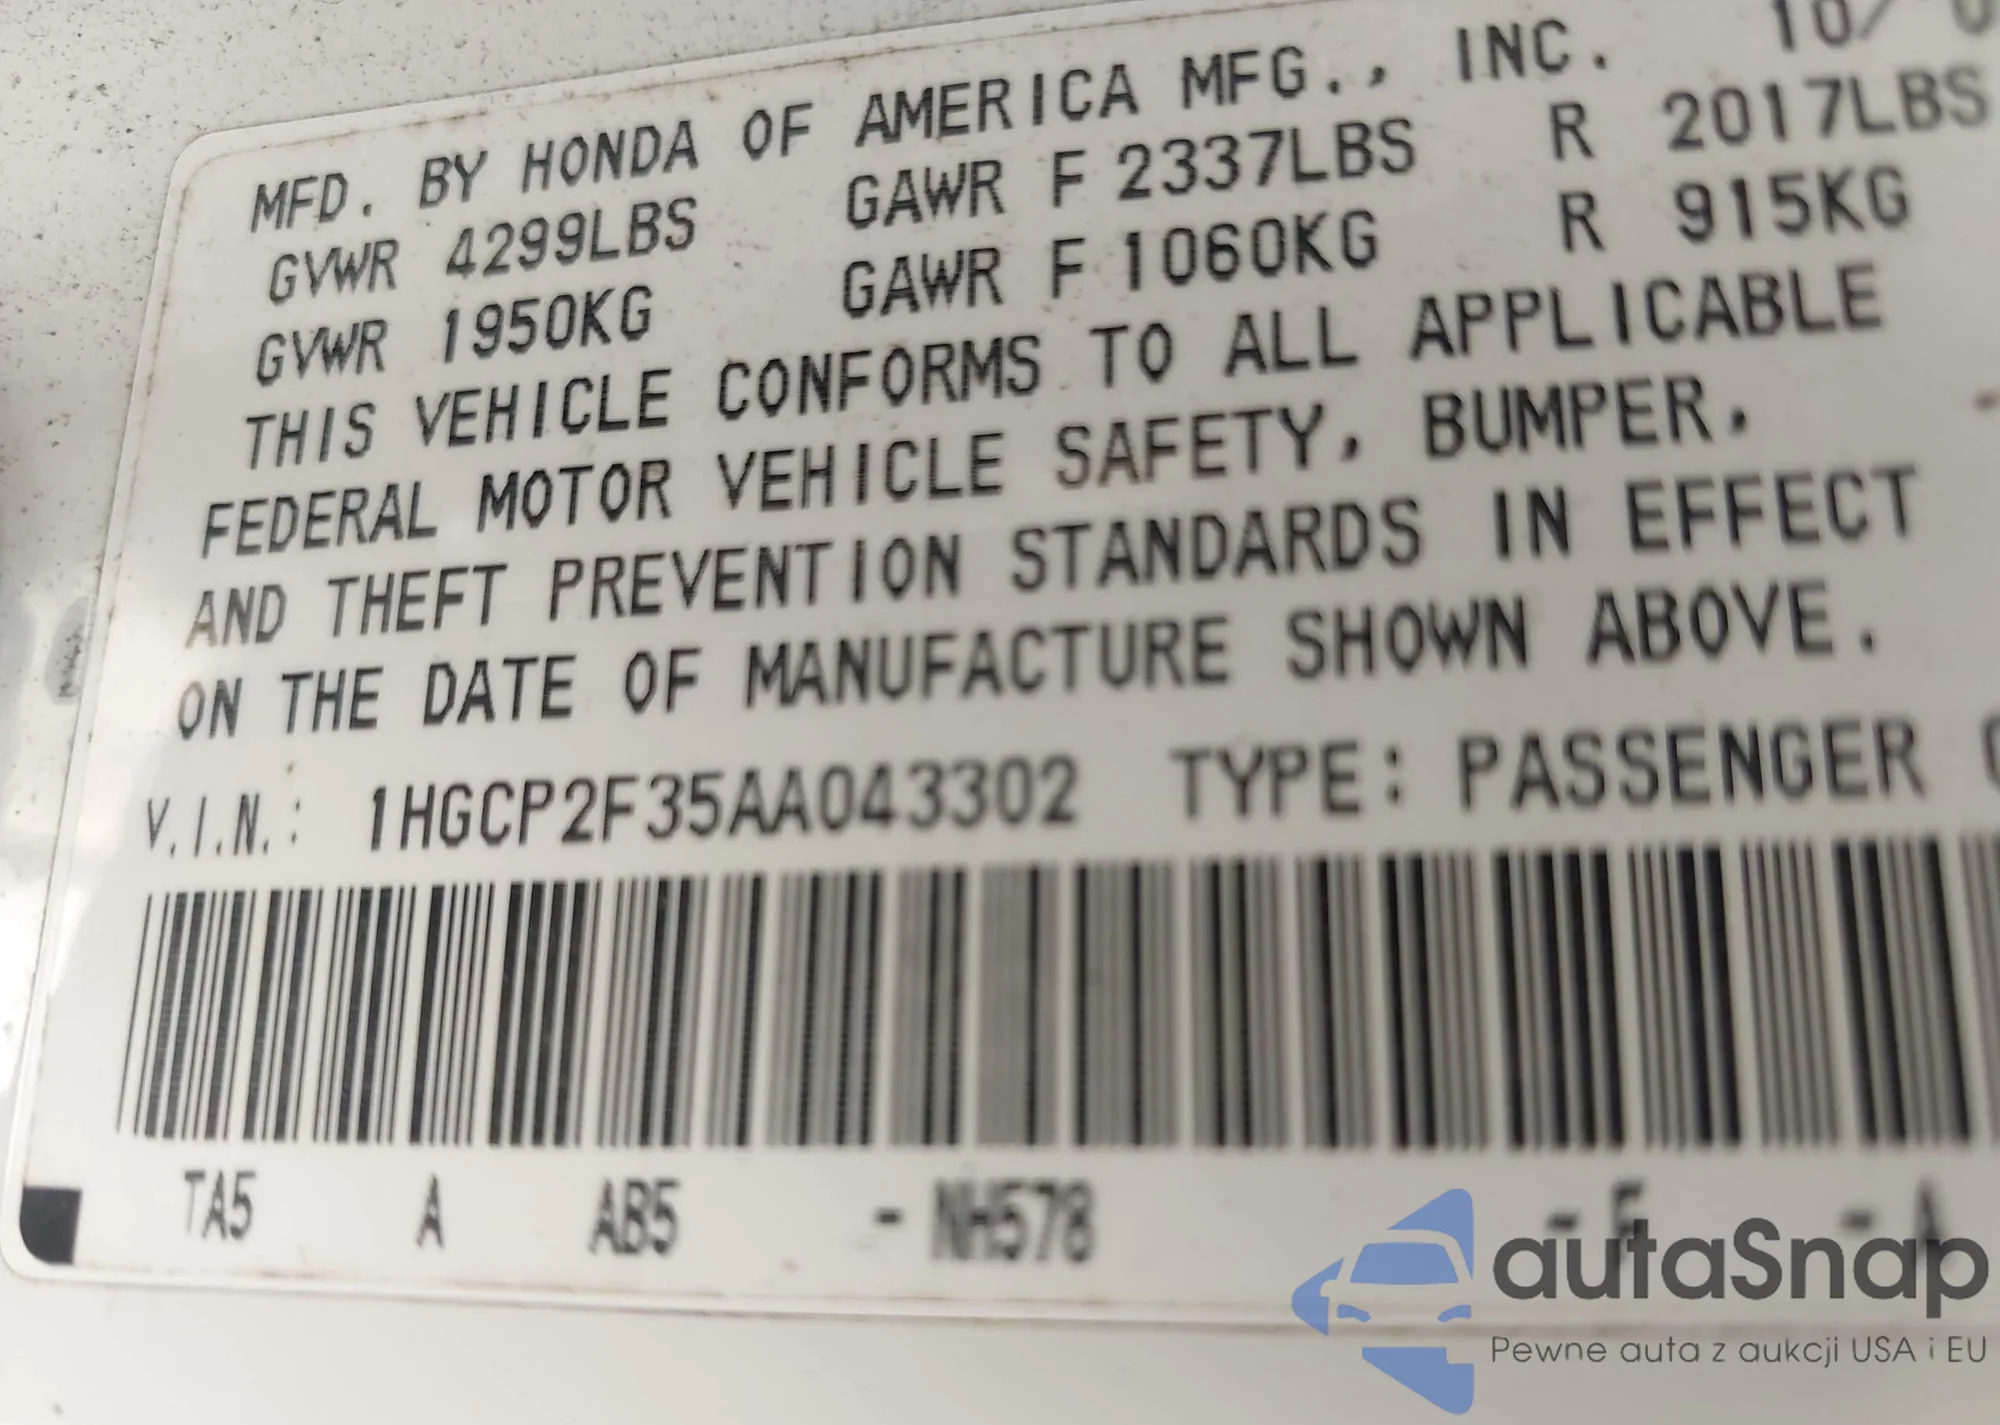 MFD. BY HONDA OF AMERICA MFG., INC. 10/0
GVWR 4299LBS GAWR F 2337LBS R 2017LBS
GVWR 1950KG GAWR F 1060KG R 915KG
THIS VEHICLE CONFORMS TO ALL APPLICABLE
FEDERAL MOTOR VEHICLE SAFETY, BUMPER,
AND THEFT PREVENTION STANDARDS IN EFFECT
ON THE DATE OF MANUFACTURE SHOWN ABOVE.
V.I.N.: 1HGCP2F35AA043302 TYPE: PASSENGER
TA5 A AB5 - NH578 - - A
autaSnap
Pewne auta z aukcji USA i EU